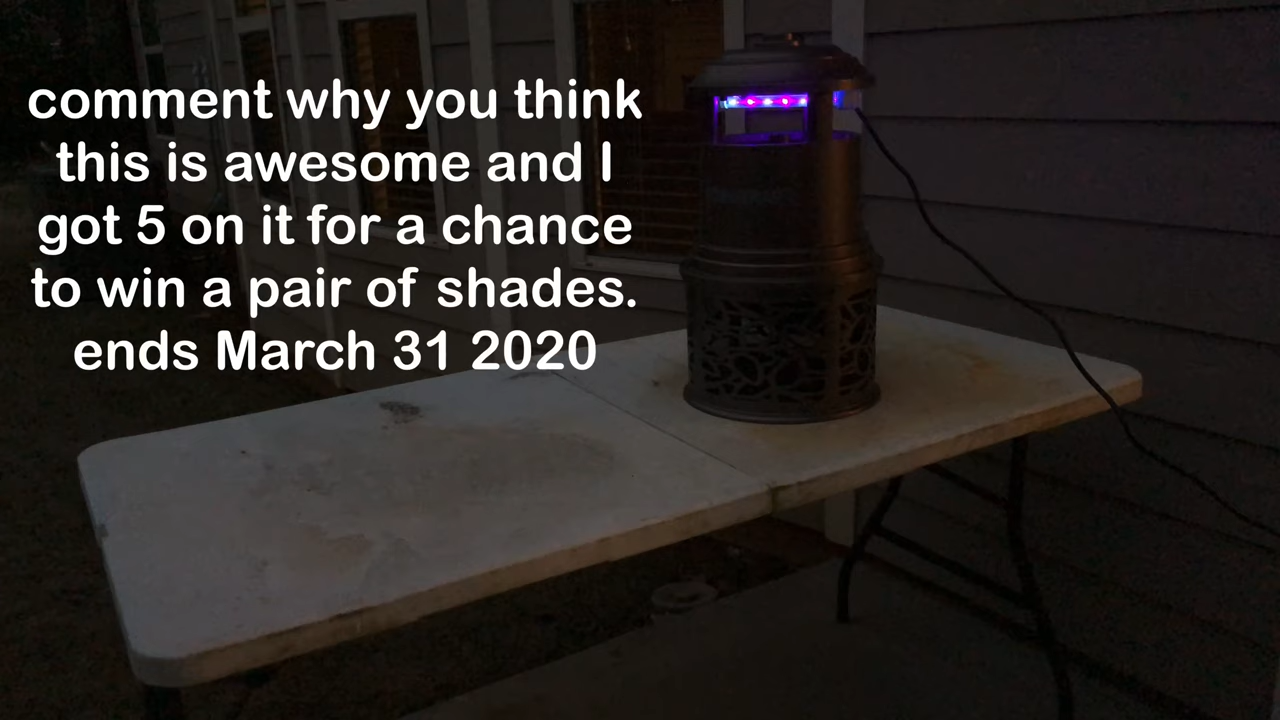 comment why you think
this is awesome and I
got 5 on it for a chance
to win a pair of shades.
ends March 31 2020